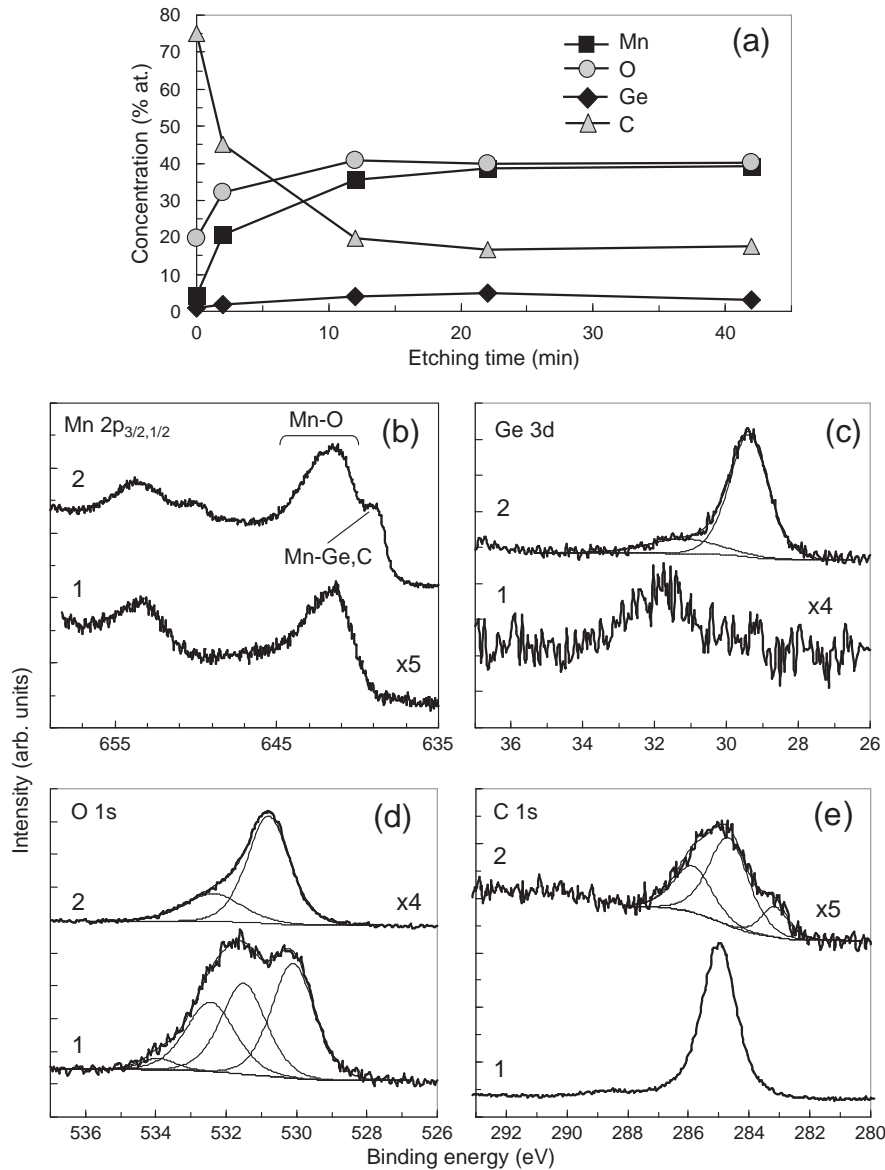 80
70
60
50
40
30
20
10
0
Concentration (% at.)
(a)
Mn
O
Ge
C
0 10 20 30 40
Etching time (min)
Mn 2p3/2,1/2
(b)
Mn-O
2
Mn-Ge,C
1
x5
655 645 635
Ge 3d
(c)
2
1
x4
36 34 32 30 28 26
Intensity (arb. units)
O 1s
(d)
2
x4
1
536 534 532 530 528 526
C 1s
(e)
2
x5
1
292 290 288 286 284 282 280
Binding energy (eV)